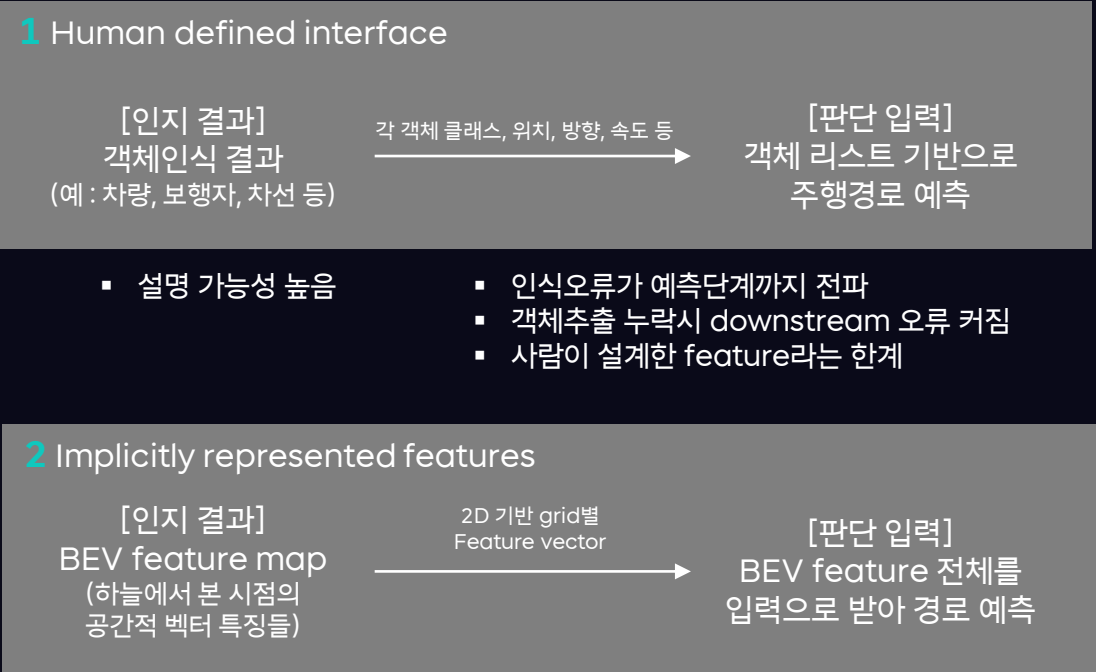 1 Human defined interface
[인지 결과]
객체인식 결과
(예 : 차량, 보행자, 차선 등)
각 객체 클래스, 위치, 방향, 속도 등
[판단 입력]
객체 리스트 기반으로
주행경로 예측
▪ 설명 가능성 높음
▪ 인식오류가 예측단계까지 전파
▪ 객체추출 누락시 downstream 오류 커짐
▪ 사람이 설계한 feature라는 한계
2 Implicitly represented features
[인지 결과]
BEV feature map
(하늘에서 본 시점의
공간적 벡터 특징들)
2D 기반 grid별
Feature vector
[판단 입력]
BEV feature 전체를
입력으로 받아 경로 예측